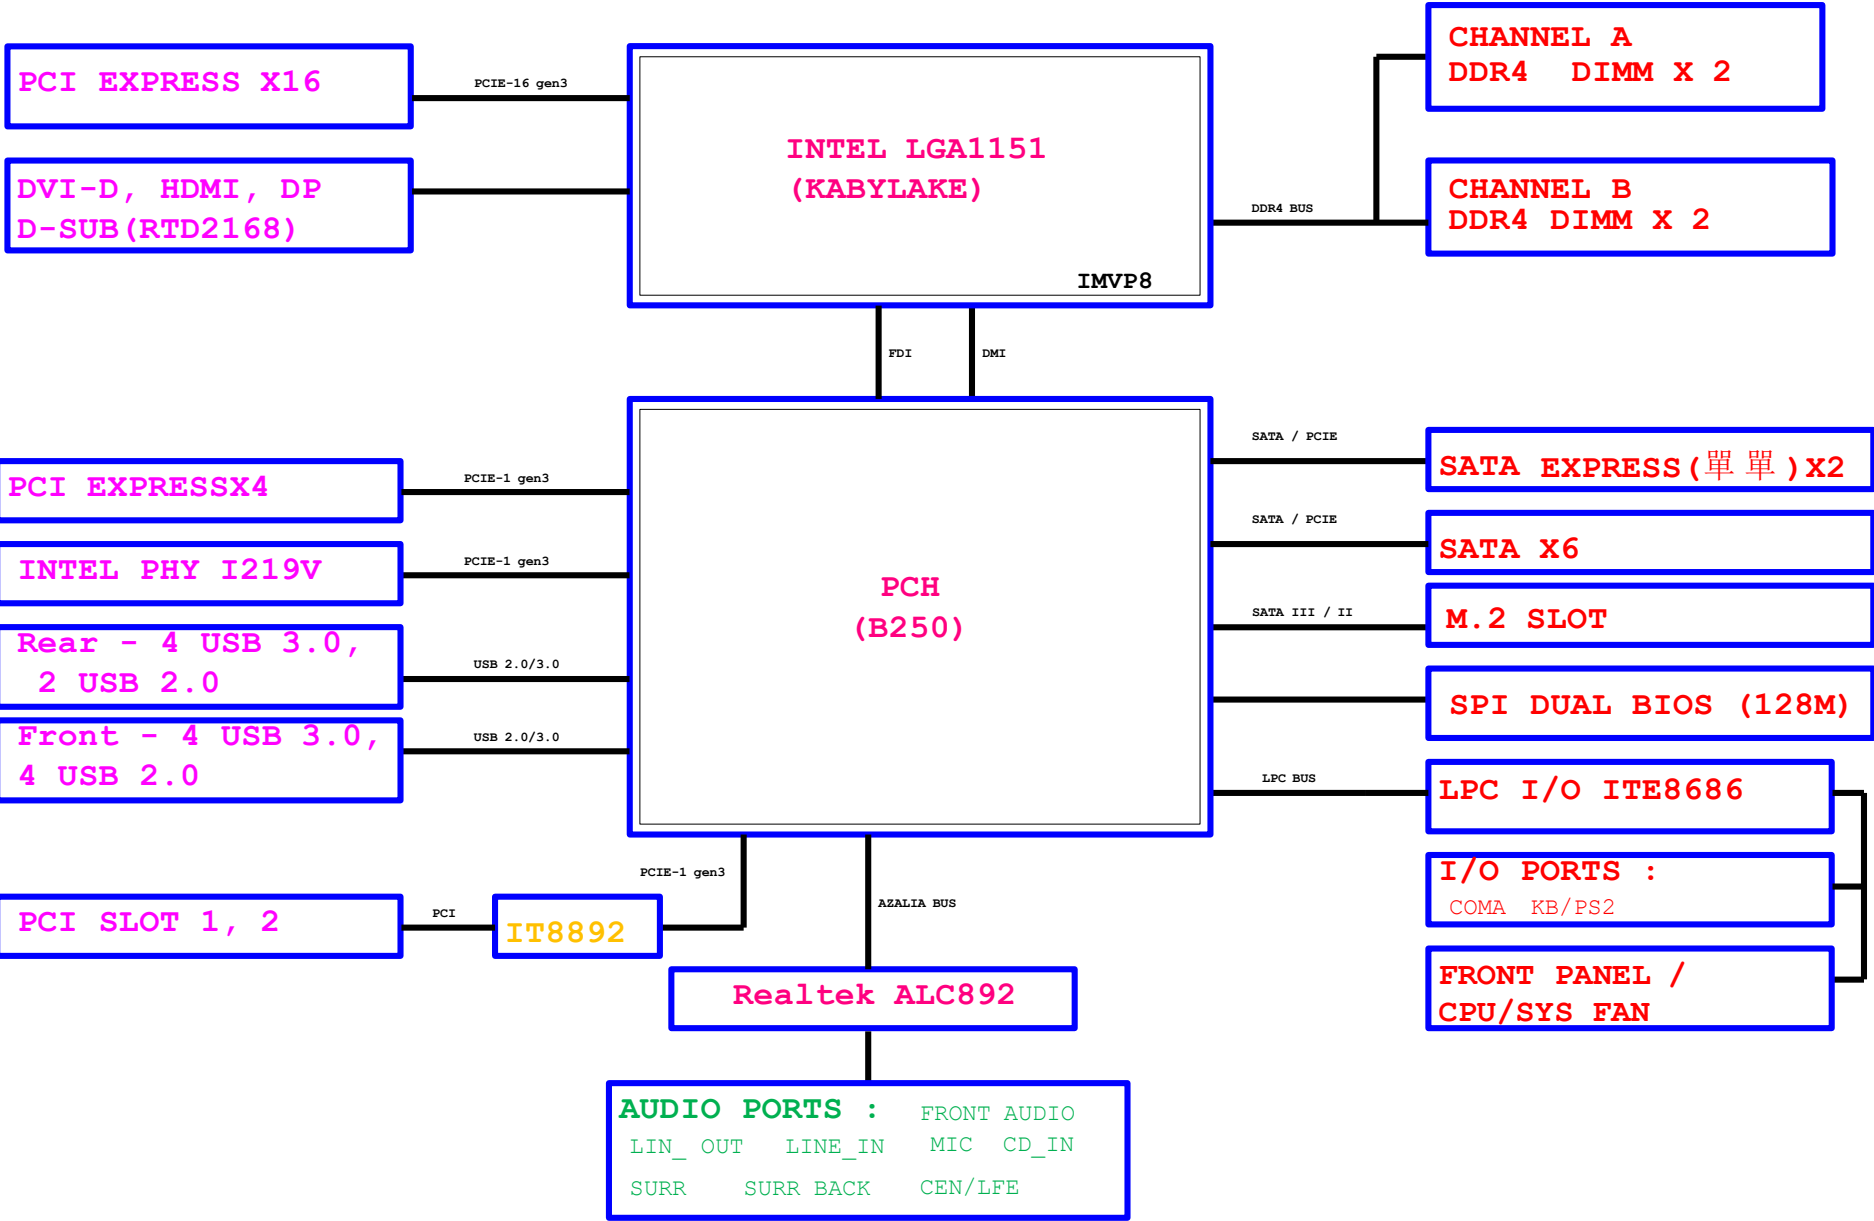 PCI EXPRESS X16
PCIE-16 gen3
DVI-D, HDMI, DP
D-SUB(RTD2168)
INTEL LGA1151
(KABYLAKE)
IMVP8
DDR4 BUS
CHANNEL A
DDR4 DIMM X 2
CHANNEL B
DDR4 DIMM X 2
FDI
DMI
PCI EXPRESSX4
PCIE-1 gen3
INTEL PHY I219V
PCIE-1 gen3
Rear - 4 USB 3.0,
2 USB 2.0
USB 2.0/3.0
Front - 4 USB 3.0,
4 USB 2.0
USB 2.0/3.0
PCH
(B250)
SATA / PCIE
SATA EXPRESS(單 單 )X2
SATA / PCIE
SATA X6
SATA III / II
M.2 SLOT
SPI DUAL BIOS (128M)
LPC BUS
LPC I/O ITE8686
I/O PORTS :
COMA KB/PS2
FRONT PANEL /
CPU/SYS FAN
PCI SLOT 1, 2
PCI
IT8892
PCIE-1 gen3
AZALIA BUS
Realtek ALC892
AUDIO PORTS : FRONT AUDIO
LIN_ OUT LINE_IN MIC CD_IN
SURR SURR BACK CEN/LFE